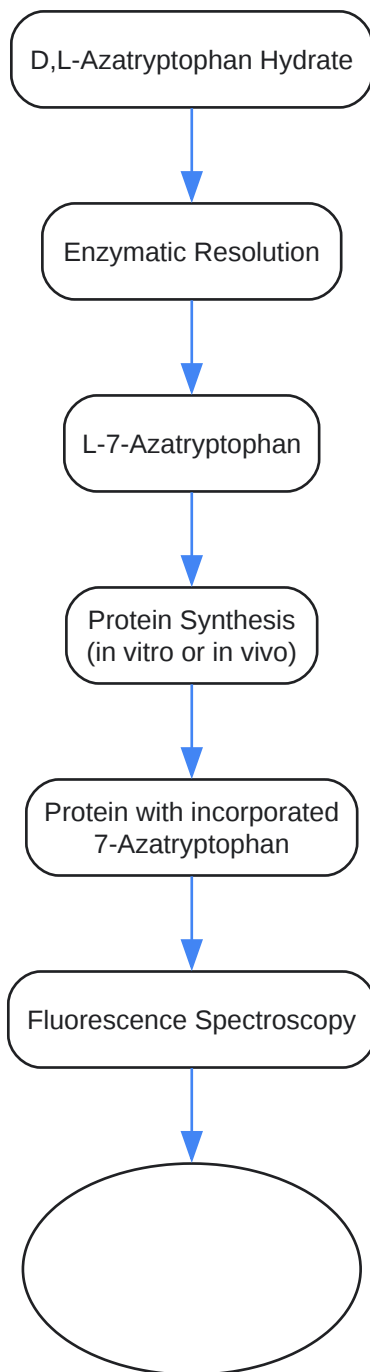 D,L-Azatryptophan Hydrate
Enzymatic Resolution
L-7-Azatryptophan
Protein Synthesis
(in vitro or in vivo)
Protein with incorporated
7-Azatryptophan
Fluorescence Spectroscopy